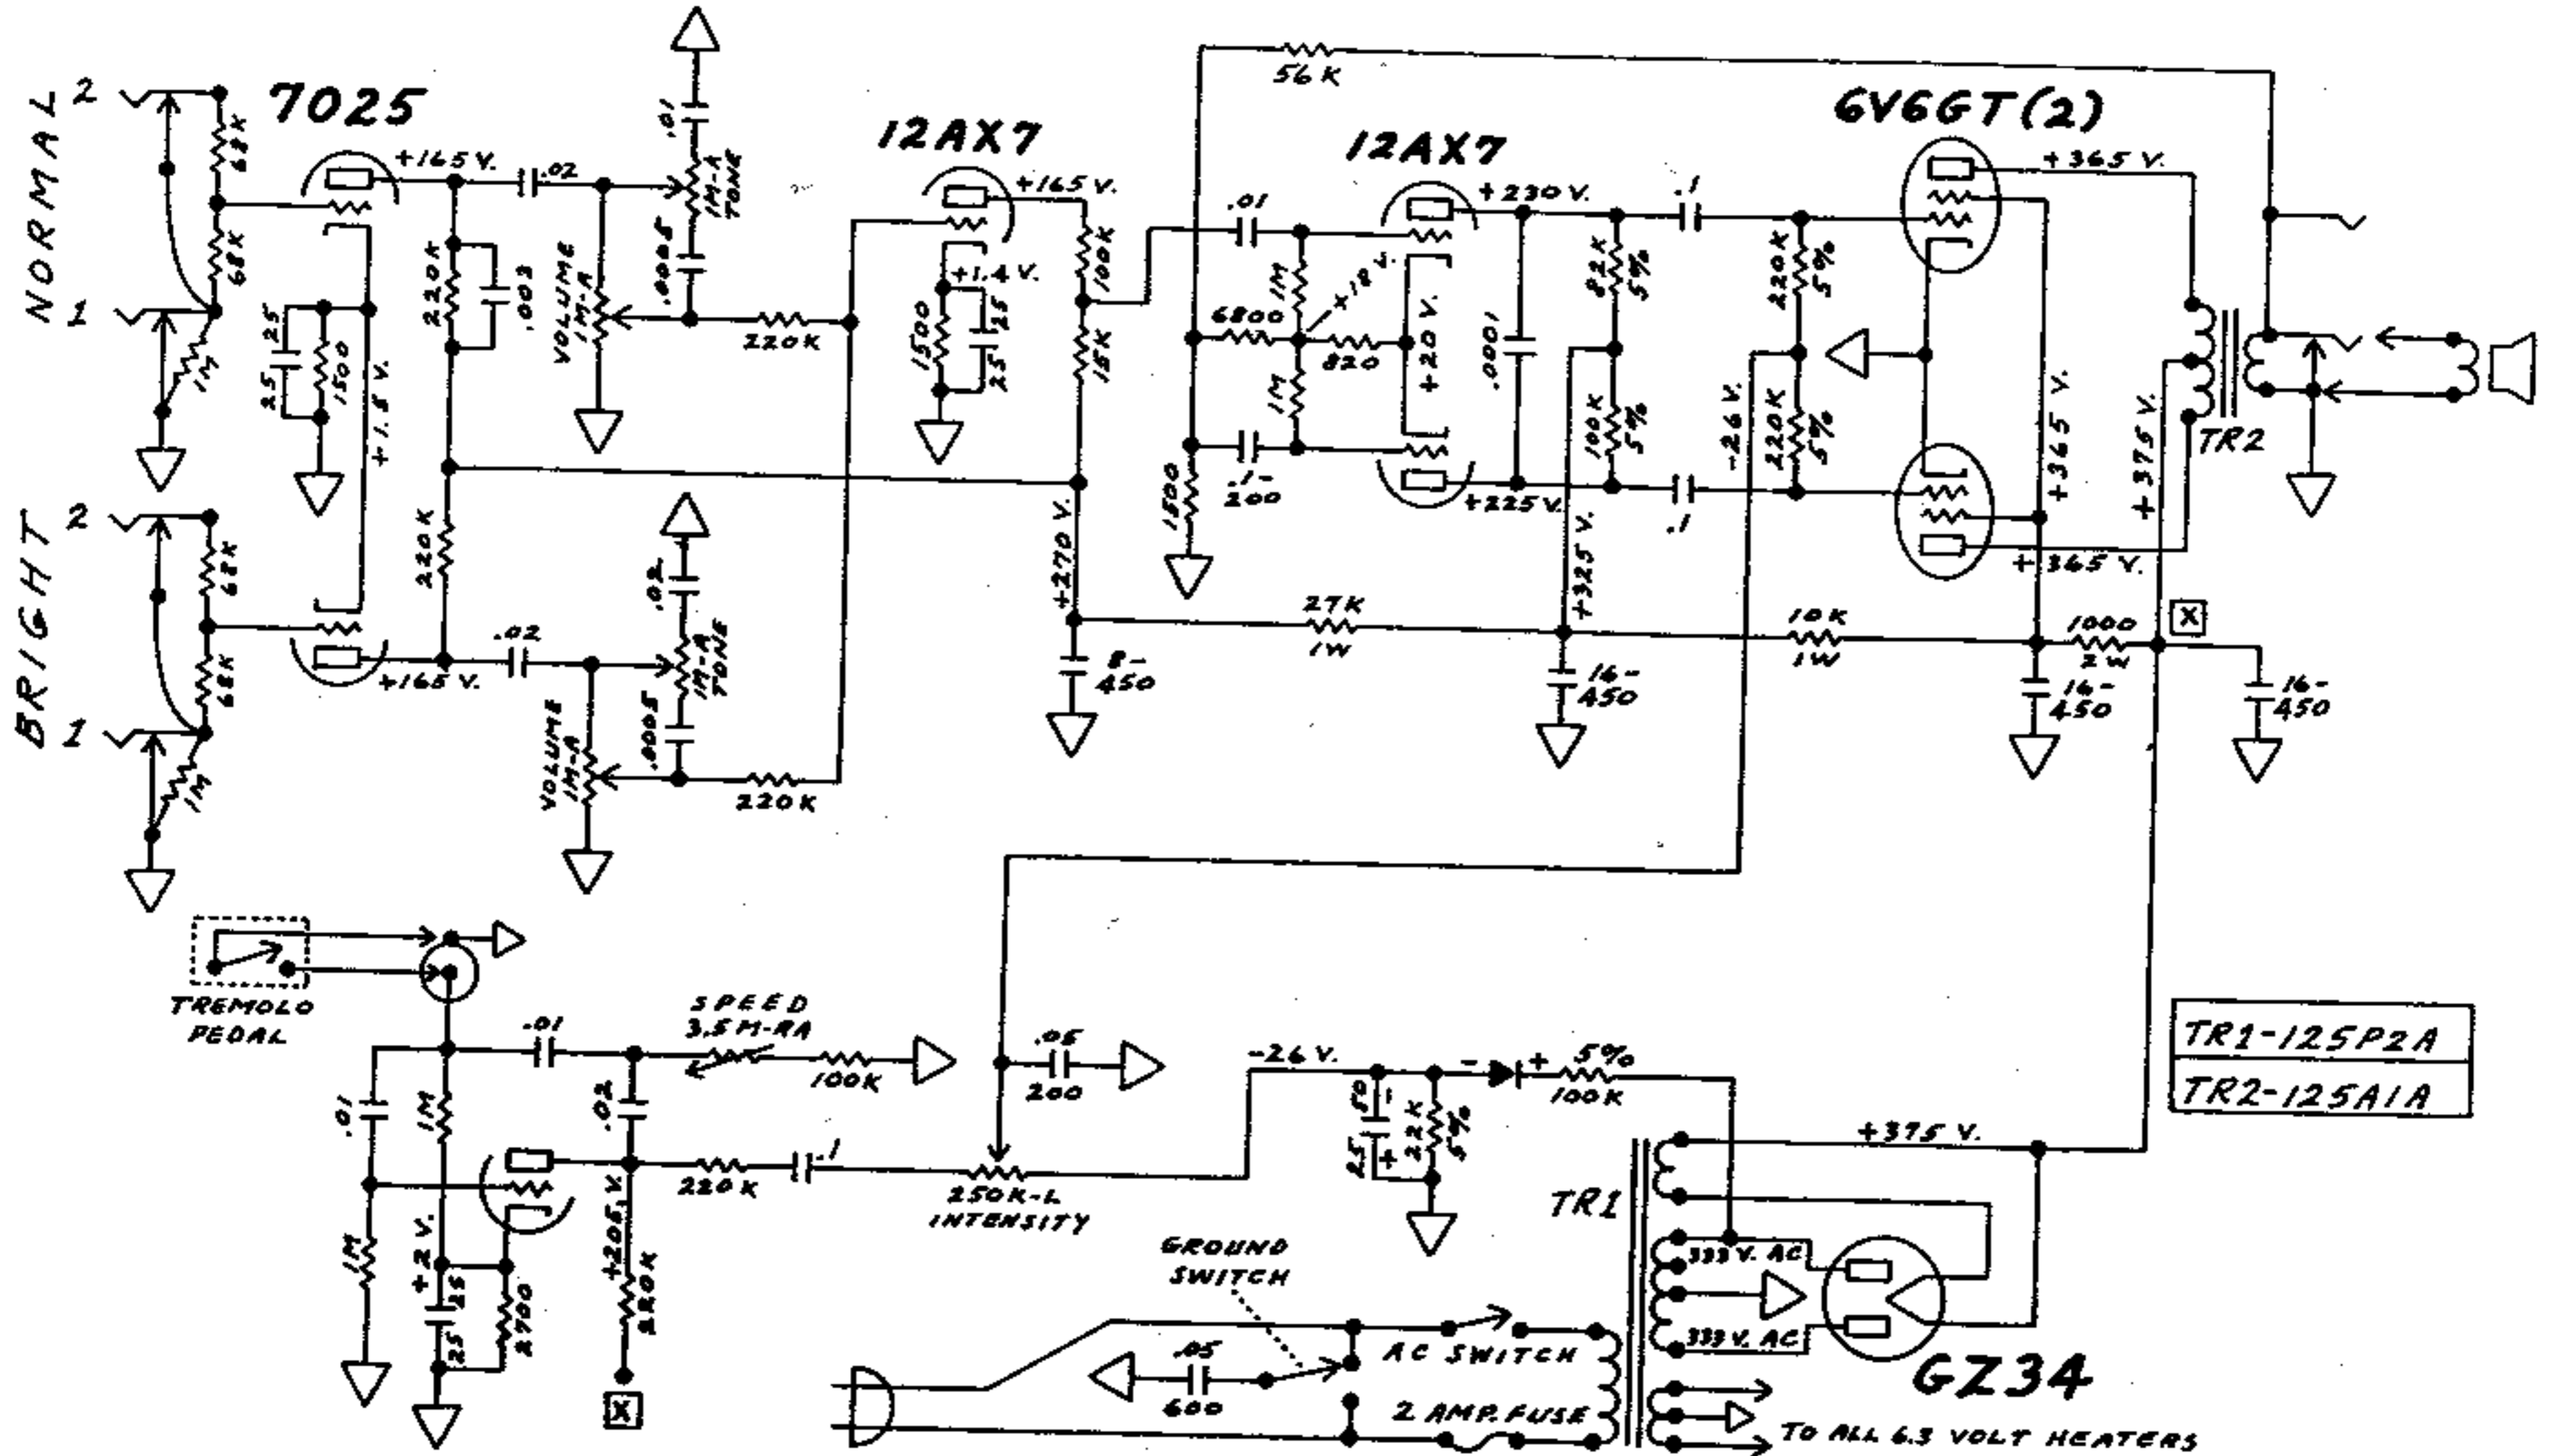 NORMAL
2
1
68K
68K
1M
7025
+165 V.
25
25
1500
+1.5 V.
220K
.003
.02
VOLUME
1M-A
.01
1M-A
TONE
.0005
220K
12AX7
+165 V.
+1.4 V.
1500
25
25
100K
15K
+270 V.
56K
12AX7
.01
1M
6800
820
1M
.1-
200
1500
+20 V.
+230 V.
+225 V.
.0001
82K
5%
100K
5%
+325 V.
.1
.1
-26 V.
220K
5%
220K
5%
6V6GT(2)
+365 V.
+365 V.
+365 V.
+375 V.
TR2
BRIGHT
2
1
68K
68K
1M
220K
+165 V.
.02
VOLUME
1M-A
.02
1M-A
TONE
.0005
220K
8-
450
27K
1W
16-
450
10K
1W
16-
450
1000
2W
X
16-
450
TREMOLO
PEDAL
.01
1M
.01
1M
+2 V.
25
25
2700
.02
SPEED
3.5M-RA
100K
+205 V.
220K
X
220K
.1
250K-L
INTENSITY
.05
200
-26 V.
50
-
25
+
22K
5%
-
+
5%
100K
TR1-125P2A
TR2-125A1A
+375 V.
TR1
333 V. AC
333 V. AC
GZ34
GROUND
SWITCH
.05
600
AC SWITCH
2 AMP. FUSE
TO ALL 6.3 VOLT HEATERS